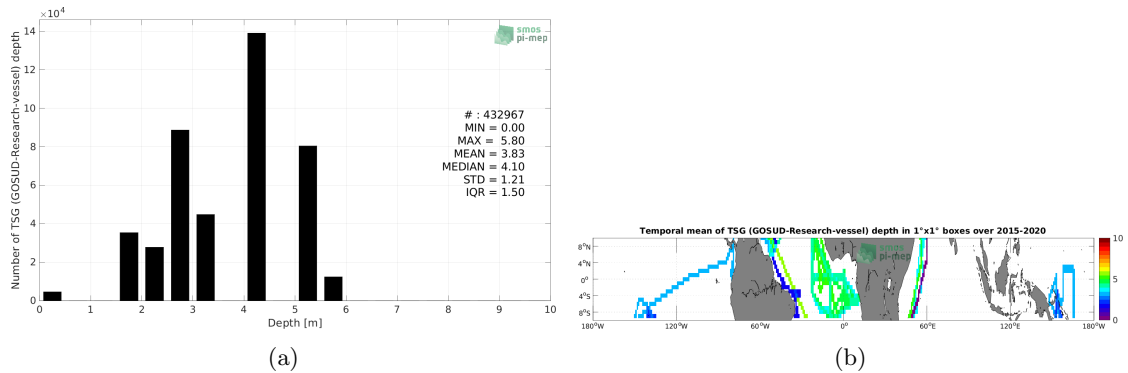 ×10⁴
14
12
10
8
6
4
2
0
Number of TSG (GOSUD-Research-vessel) depth
smos
pi-mep
# : 432967
MIN = 0.00
MAX = 5.80
MEAN = 3.83
MEDIAN = 4.10
STD = 1.21
IQR = 1.50
0 1 2 3 4 5 6 7 8 9 10
Depth [m]
(a)
Temporal mean of TSG (GOSUD-Research-vessel) depth in 1°x1° boxes over 2015-2020
smos
pi-mep
8°N
4°N
0°
4°S
8°S
180°W 120°W 60°W 0° 60°E 120°E 180°W
10
5
0
(b)